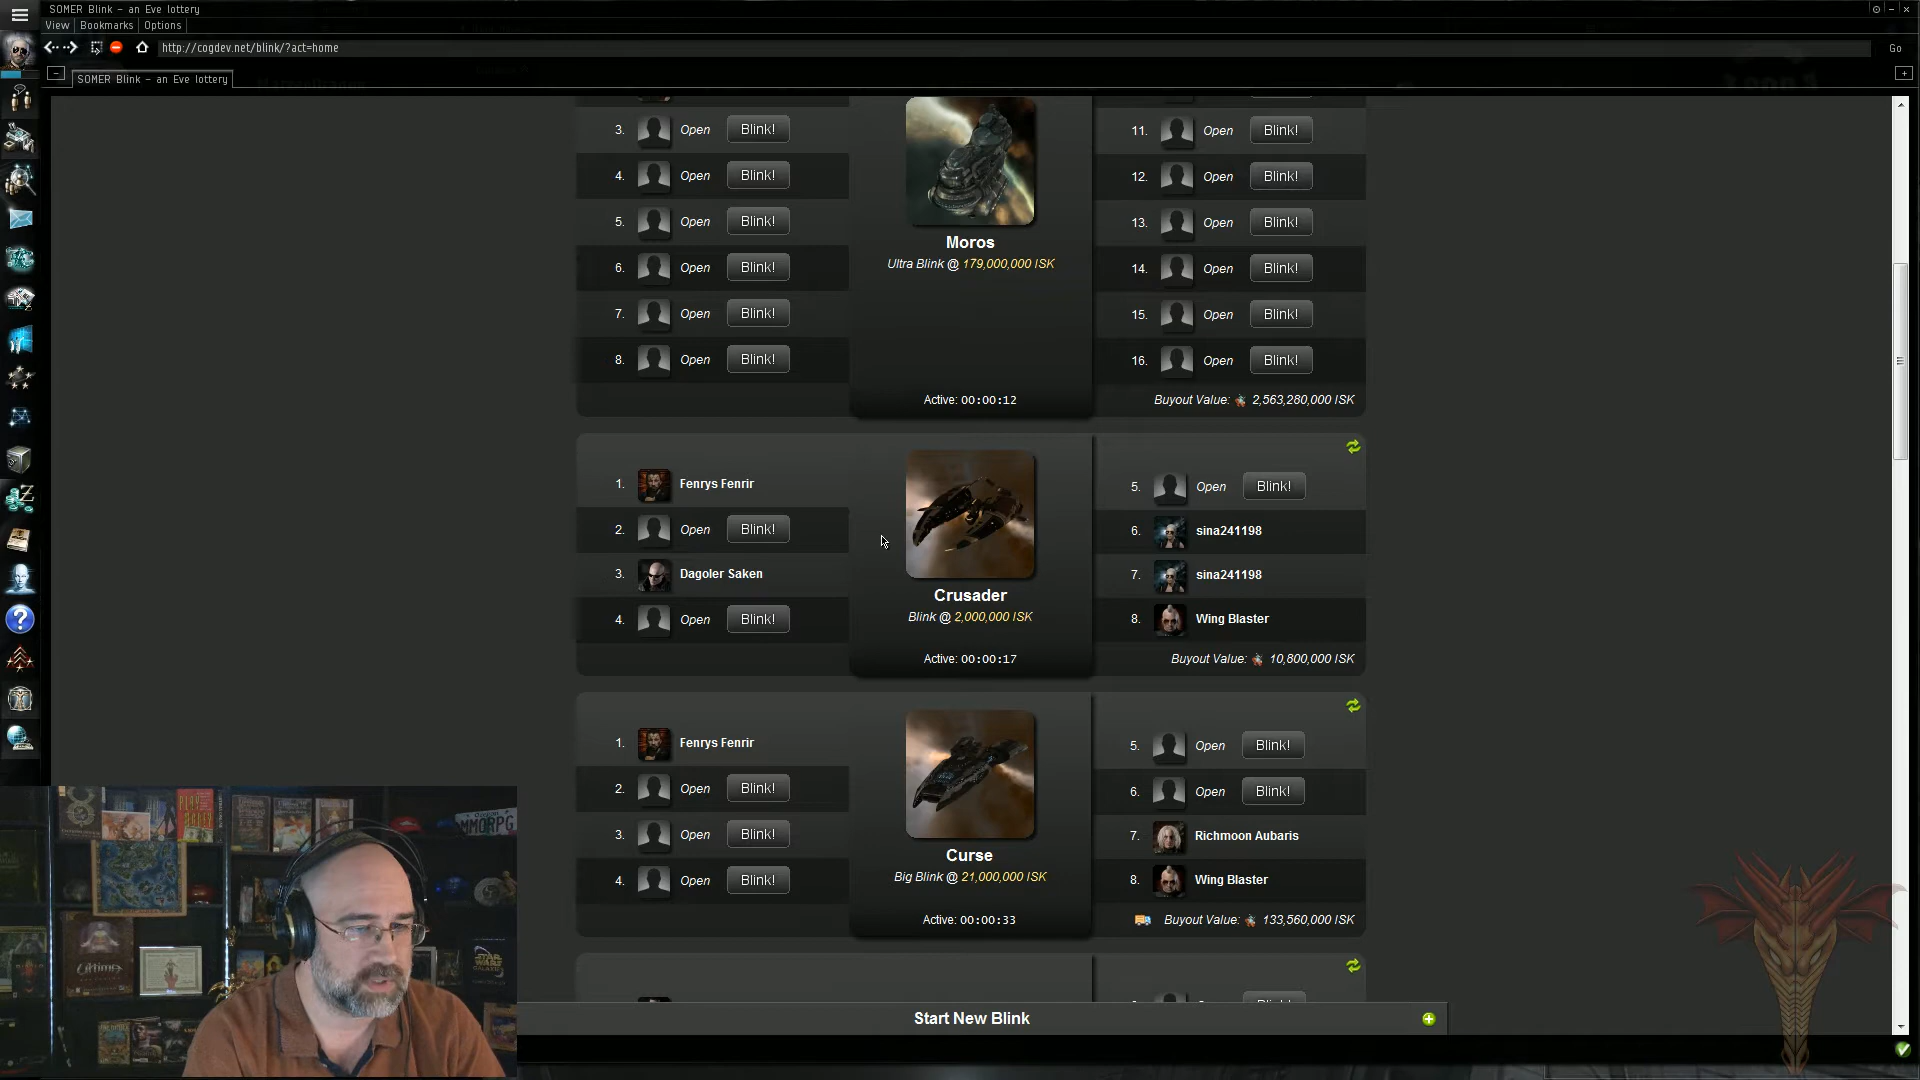 SOMER Blink – an Eve lottery
View Bookmarks Options
http://cogdev.net/blink/?act=home
Go
SOMER Blink – an Eve lottery
3. Open Blink!
4. Open Blink!
5. Open Blink!
6. Open Blink!
7. Open Blink!
8. Open Blink!
Moros
Ultra Blink @ 179,000,000 ISK
Active: 00:00:12
11. Open Blink!
12. Open Blink!
13. Open Blink!
14. Open Blink!
15. Open Blink!
16. Open Blink!
Buyout Value: 2,563,280,000 ISK
1. Fenrys Fenrir
2. Open Blink!
3. Dagoler Saken
4. Open Blink!
Crusader
Blink @ 2,000,000 ISK
Active: 00:00:17
5. Open Blink!
6. sina241198
7. sina241198
8. Wing Blaster
Buyout Value: 10,800,000 ISK
1. Fenrys Fenrir
2. Open Blink!
3. Open Blink!
4. Open Blink!
Curse
Big Blink @ 21,000,000 ISK
Active: 00:00:33
5. Open Blink!
6. Open Blink!
7. Richmoon Aubaris
8. Wing Blaster
Buyout Value: 133,560,000 ISK
Start New Blink
MMORPG
Ultima
STAR WARS